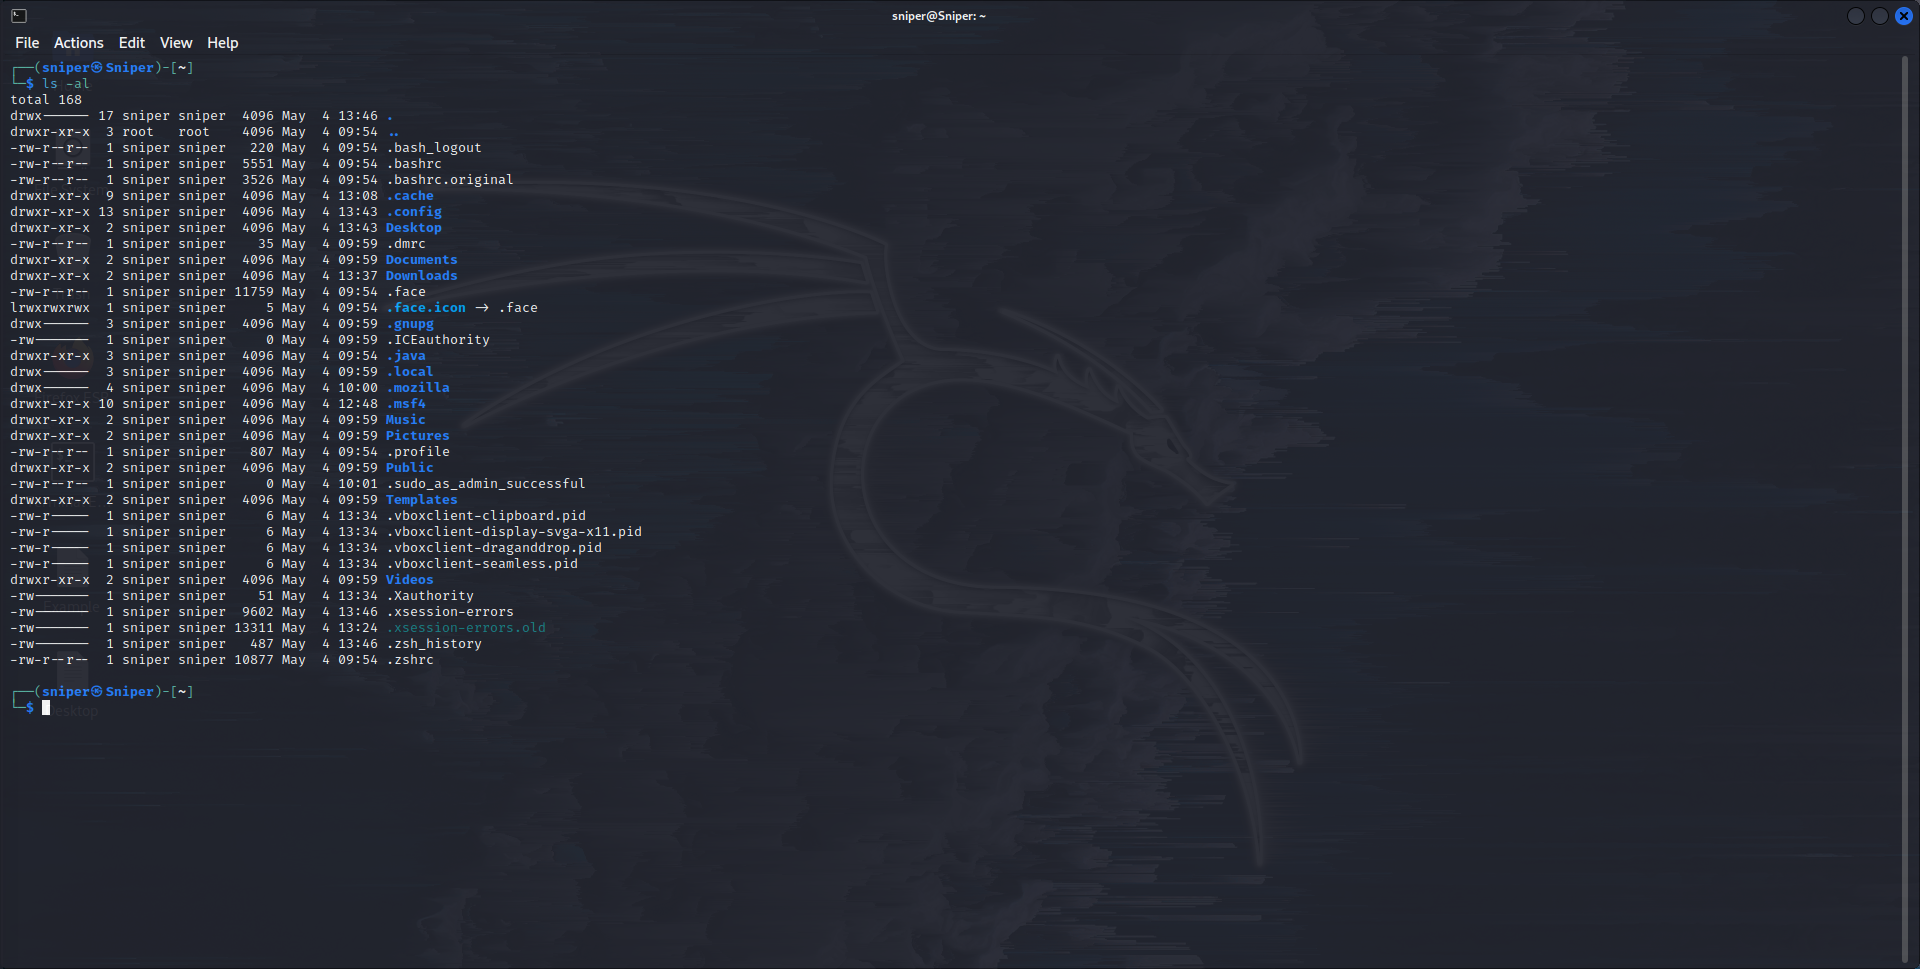 sniper@Sniper: ~
File Actions Edit View Help
┌──(sniper㉿Sniper)-[~]
└─$ ls -al
total 168
drwx------ 17 sniper sniper  4096 May  4 13:46 .
drwxr-xr-x  3 root   root    4096 May  4 09:54 ..
-rw-r--r--  1 sniper sniper   220 May  4 09:54 .bash_logout
-rw-r--r--  1 sniper sniper  5551 May  4 09:54 .bashrc
-rw-r--r--  1 sniper sniper  3526 May  4 09:54 .bashrc.original
drwxr-xr-x  9 sniper sniper  4096 May  4 13:08 .cache
drwxr-xr-x 13 sniper sniper  4096 May  4 13:43 .config
drwxr-xr-x  2 sniper sniper  4096 May  4 13:43 Desktop
-rw-r--r--  1 sniper sniper    35 May  4 09:59 .dmrc
drwxr-xr-x  2 sniper sniper  4096 May  4 09:59 Documents
drwxr-xr-x  2 sniper sniper  4096 May  4 13:37 Downloads
-rw-r--r--  1 sniper sniper 11759 May  4 09:54 .face
lrwxrwxrwx  1 sniper sniper     5 May  4 09:54 .face.icon -> .face
drwx------  3 sniper sniper  4096 May  4 09:59 .gnupg
-rw-------  1 sniper sniper     0 May  4 09:59 .ICEauthority
drwxr-xr-x  3 sniper sniper  4096 May  4 09:54 .java
drwx------  3 sniper sniper  4096 May  4 09:59 .local
drwx------  4 sniper sniper  4096 May  4 10:00 .mozilla
drwxr-xr-x 10 sniper sniper  4096 May  4 12:48 .msf4
drwxr-xr-x  2 sniper sniper  4096 May  4 09:59 Music
drwxr-xr-x  2 sniper sniper  4096 May  4 09:59 Pictures
-rw-r--r--  1 sniper sniper   807 May  4 09:54 .profile
drwxr-xr-x  2 sniper sniper  4096 May  4 09:59 Public
-rw-r--r--  1 sniper sniper     0 May  4 10:01 .sudo_as_admin_successful
drwxr-xr-x  2 sniper sniper  4096 May  4 09:59 Templates
-rw-r-----  1 sniper sniper     6 May  4 13:34 .vboxclient-clipboard.pid
-rw-r-----  1 sniper sniper     6 May  4 13:34 .vboxclient-display-svga-x11.pid
-rw-r-----  1 sniper sniper     6 May  4 13:34 .vboxclient-draganddrop.pid
-rw-r-----  1 sniper sniper     6 May  4 13:34 .vboxclient-seamless.pid
drwxr-xr-x  2 sniper sniper  4096 May  4 09:59 Videos
-rw-------  1 sniper sniper    51 May  4 13:34 .Xauthority
-rw-------  1 sniper sniper  9602 May  4 13:46 .xsession-errors
-rw-------  1 sniper sniper 13311 May  4 13:24 .xsession-errors.old
-rw-------  1 sniper sniper   487 May  4 13:46 .zsh_history
-rw-r--r--  1 sniper sniper 10877 May  4 09:54 .zshrc
┌──(sniper㉿Sniper)-[~]
└─$